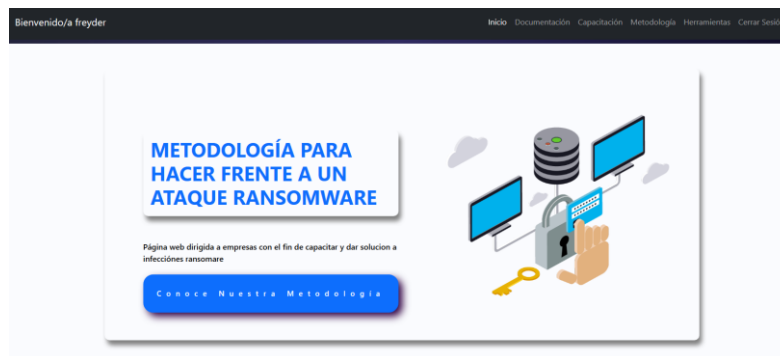 Bienvenido/a freyder
Inicio Documentación Capacitación Metodología Herramientas Cerrar Sesió
METODOLOGÍA PARA
HACER FRENTE A UN
ATAQUE RANSOMWARE
Página web dirigida a empresas con el fin de capacitar y dar solucion a
infecciónes ransomare
Conoce Nuestra Metodología